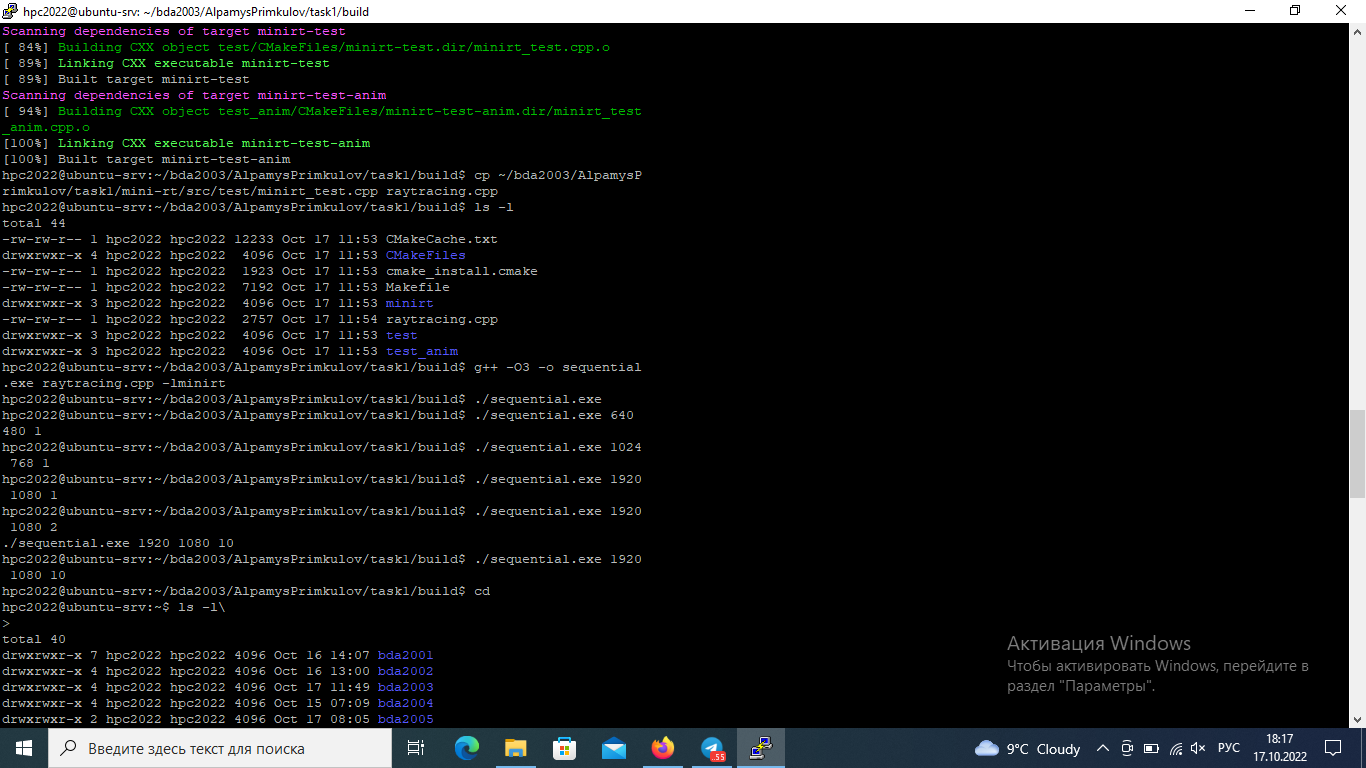 hpc2022@ubuntu-srv: ~/bda2003/AlpamysPrimkulov/task1/build
Scanning dependencies of target minirt-test
[ 84%] Building CXX object test/CMakeFiles/minirt-test.dir/minirt_test.cpp.o
[ 89%] Linking CXX executable minirt-test
[ 89%] Built target minirt-test
Scanning dependencies of target minirt-test-anim
[ 94%] Building CXX object test_anim/CMakeFiles/minirt-test-anim.dir/minirt_test
_anim.cpp.o
[100%] Linking CXX executable minirt-test-anim
[100%] Built target minirt-test-anim
hpc2022@ubuntu-srv:~/bda2003/AlpamysPrimkulov/task1/build$ cp ~/bda2003/AlpamysP
rimkulov/task1/mini-rt/src/test/minirt_test.cpp raytracing.cpp
hpc2022@ubuntu-srv:~/bda2003/AlpamysPrimkulov/task1/build$ ls -l
total 44
-rw-rw-r-- 1 hpc2022 hpc2022 12233 Oct 17 11:53 CMakeCache.txt
drwxrwxr-x 4 hpc2022 hpc2022  4096 Oct 17 11:53 CMakeFiles
-rw-rw-r-- 1 hpc2022 hpc2022  1923 Oct 17 11:53 cmake_install.cmake
-rw-rw-r-- 1 hpc2022 hpc2022  7192 Oct 17 11:53 Makefile
drwxrwxr-x 3 hpc2022 hpc2022  4096 Oct 17 11:53 minirt
-rw-rw-r-- 1 hpc2022 hpc2022  2757 Oct 17 11:54 raytracing.cpp
drwxrwxr-x 3 hpc2022 hpc2022  4096 Oct 17 11:53 test
drwxrwxr-x 3 hpc2022 hpc2022  4096 Oct 17 11:53 test_anim
hpc2022@ubuntu-srv:~/bda2003/AlpamysPrimkulov/task1/build$ g++ -O3 -o sequential
.exe raytracing.cpp -lminirt
hpc2022@ubuntu-srv:~/bda2003/AlpamysPrimkulov/task1/build$ ./sequential.exe
hpc2022@ubuntu-srv:~/bda2003/AlpamysPrimkulov/task1/build$ ./sequential.exe 640
480 1
hpc2022@ubuntu-srv:~/bda2003/AlpamysPrimkulov/task1/build$ ./sequential.exe 1024
 768 1
hpc2022@ubuntu-srv:~/bda2003/AlpamysPrimkulov/task1/build$ ./sequential.exe 1920
 1080 1
hpc2022@ubuntu-srv:~/bda2003/AlpamysPrimkulov/task1/build$ ./sequential.exe 1920
 1080 2
./sequential.exe 1920 1080 10
hpc2022@ubuntu-srv:~/bda2003/AlpamysPrimkulov/task1/build$ ./sequential.exe 1920
 1080 10
hpc2022@ubuntu-srv:~/bda2003/AlpamysPrimkulov/task1/build$ cd
hpc2022@ubuntu-srv:~$ ls -l\
>
total 40
drwxrwxr-x 7 hpc2022 hpc2022 4096 Oct 16 14:07 bda2001
drwxrwxr-x 4 hpc2022 hpc2022 4096 Oct 16 13:00 bda2002
drwxrwxr-x 4 hpc2022 hpc2022 4096 Oct 17 11:49 bda2003
drwxrwxr-x 4 hpc2022 hpc2022 4096 Oct 15 07:09 bda2004
drwxrwxr-x 2 hpc2022 hpc2022 4096 Oct 17 08:05 bda2005
Активация Windows
Чтобы активировать Windows, перейдите в
раздел "Параметры".
Введите здесь текст для поиска
55
9°C Cloudy
РУС
18:17
17.10.2022